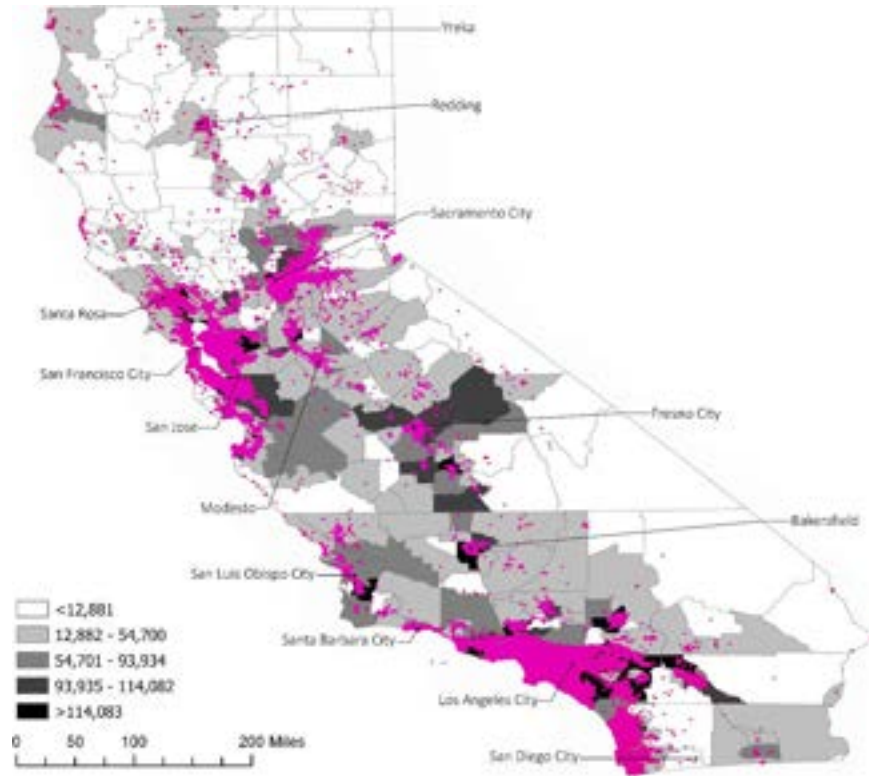 Yreka
Redding
Sacramento City
Santa Rosa
San Francisco City
Fresno City
San Jose
Modesto
Bakersfield
San Luis Obispo City
<12,881
12,882 - 54,700
Santa Barbara City
54,701 - 93,934
93,935 - 114,082
Los Angeles City
>114,083
0 50 100 200 Miles
San Diego City